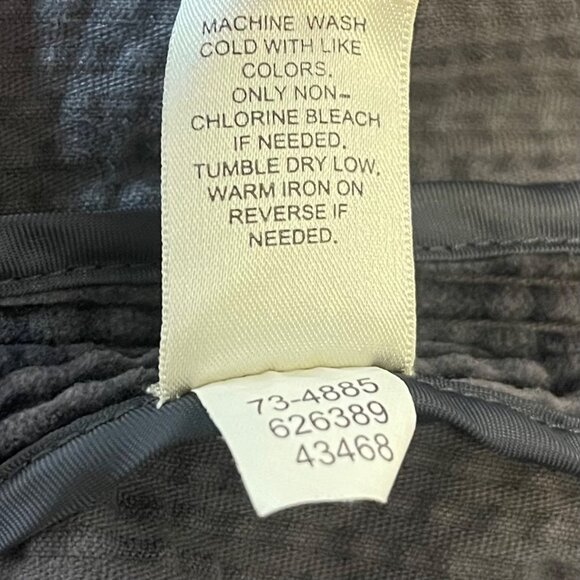 MACHINE WASH
COLD WITH LIKE
COLORS.
ONLY NON-
CHLORINE BLEACH
IF NEEDED.
TUMBLE DRY LOW.
WARM IRON ON
REVERSE IF
NEEDED.
73-4885
626389
43468